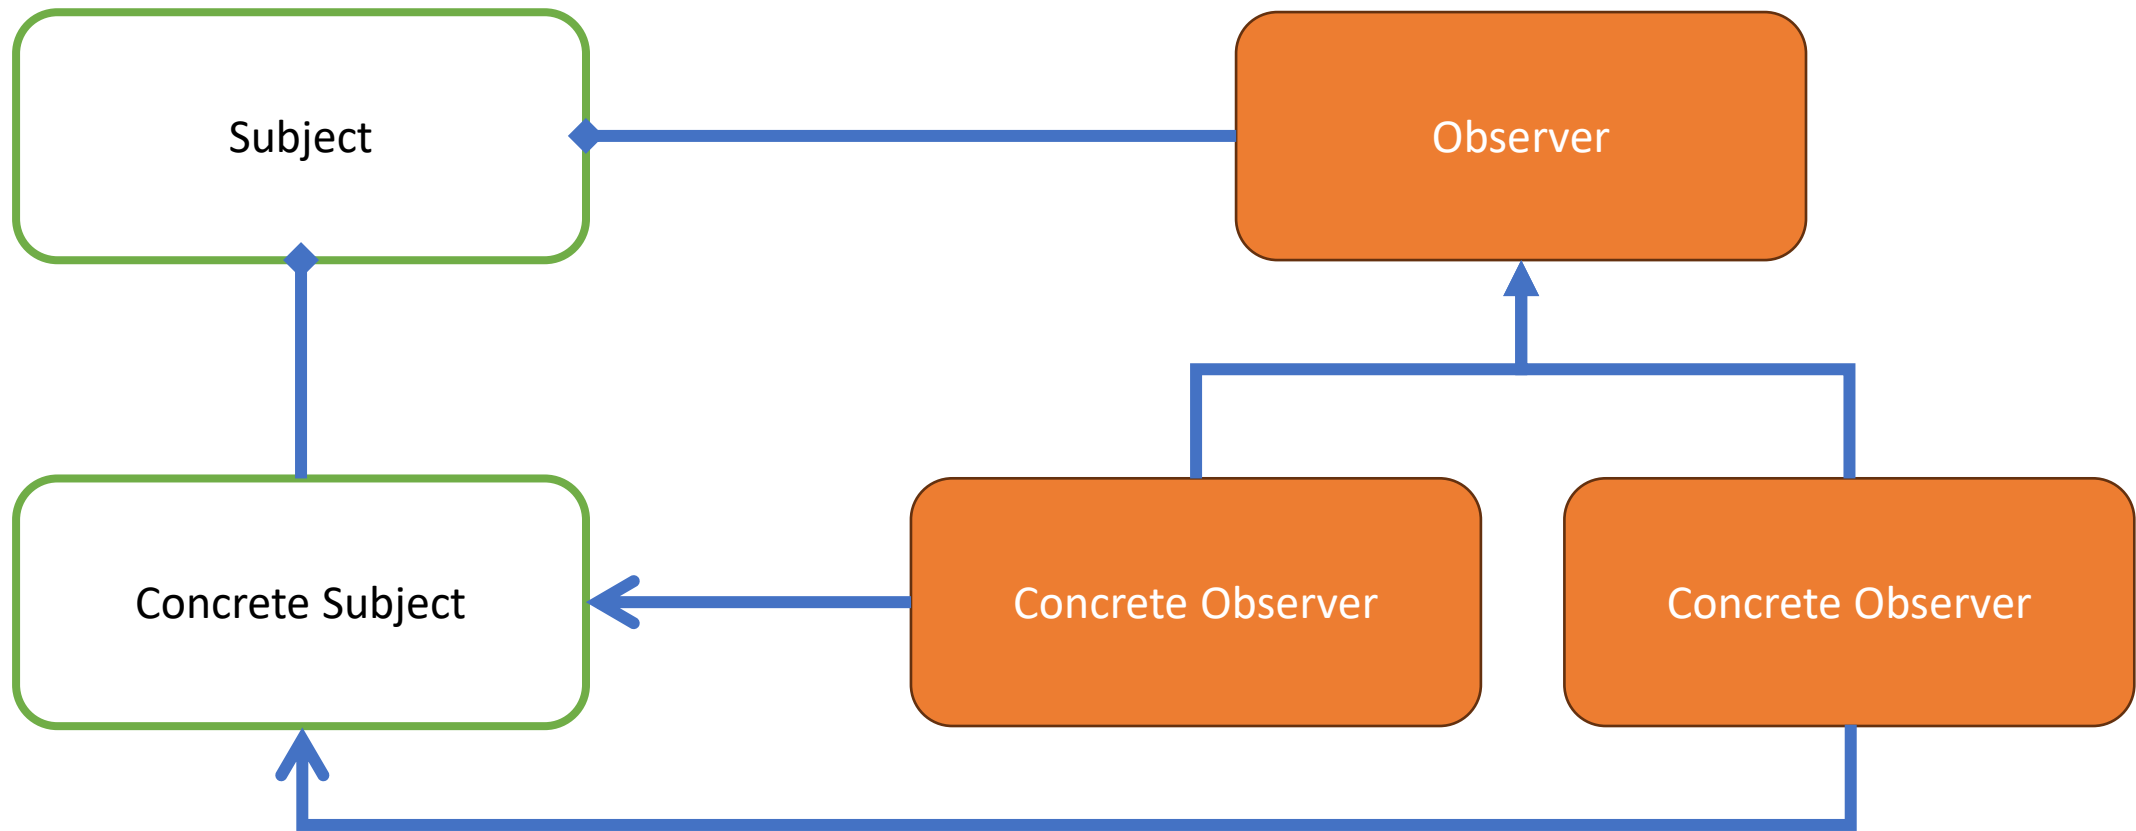 Subject
Observer
Concrete Subject
Concrete Observer
Concrete Observer